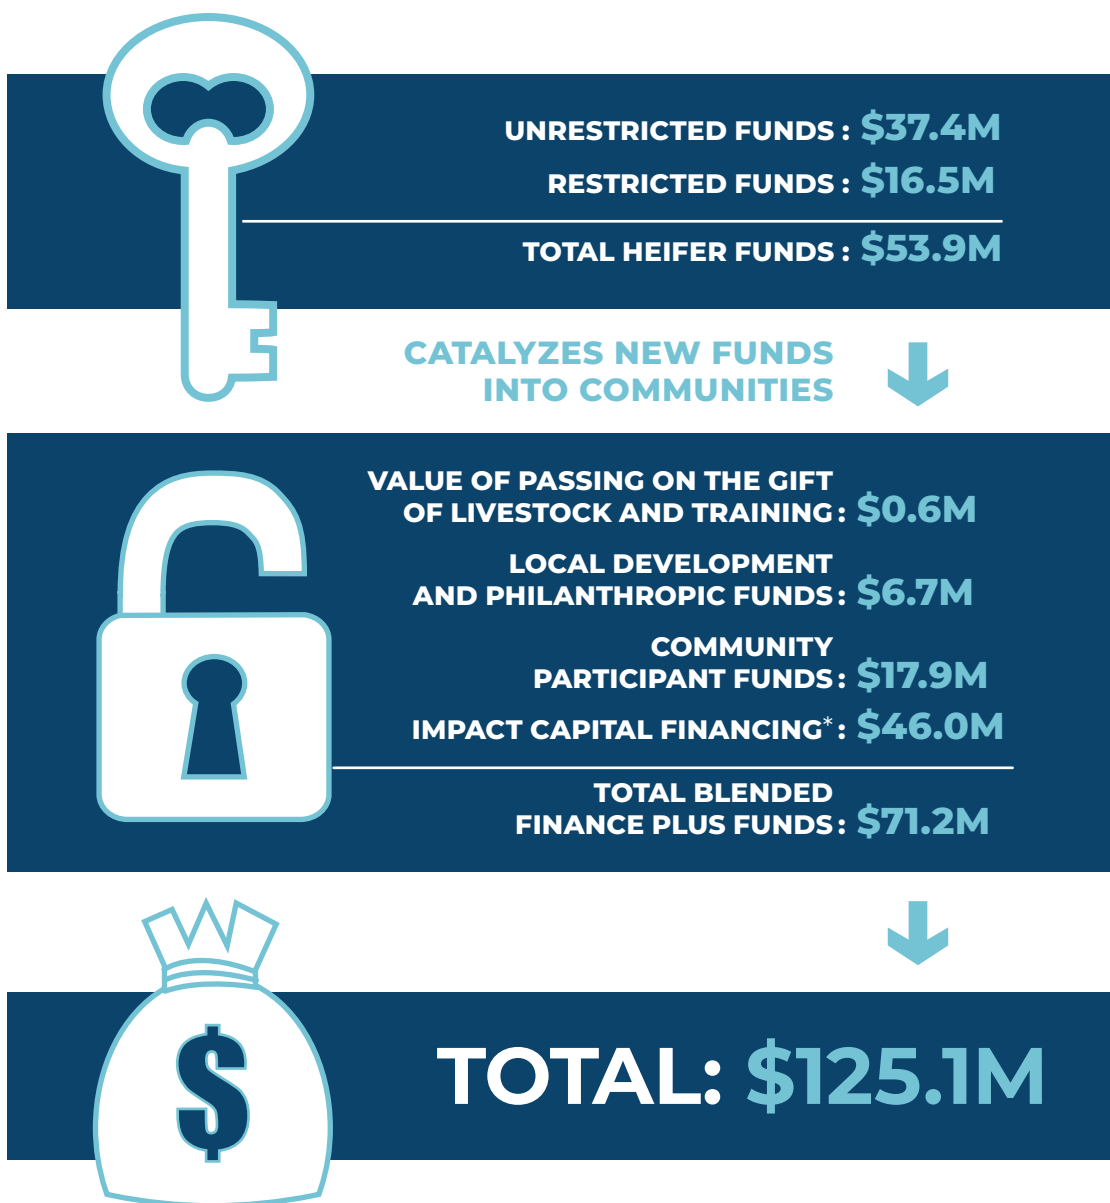 UNRESTRICTED FUNDS : $37.4M
RESTRICTED FUNDS : $16.5M
TOTAL HEIFER FUNDS : $53.9M
CATALYZES NEW FUNDS
INTO COMMUNITIES
VALUE OF PASSING ON THE GIFT
OF LIVESTOCK AND TRAINING : $0.6M
LOCAL DEVELOPMENT
AND PHILANTHROPIC FUNDS : $6.7M
COMMUNITY
PARTICIPANT FUNDS : $17.9M
IMPACT CAPITAL FINANCING* : $46.0M
TOTAL BLENDED
FINANCE PLUS FUNDS : $71.2M
$
TOTAL: $125.1M